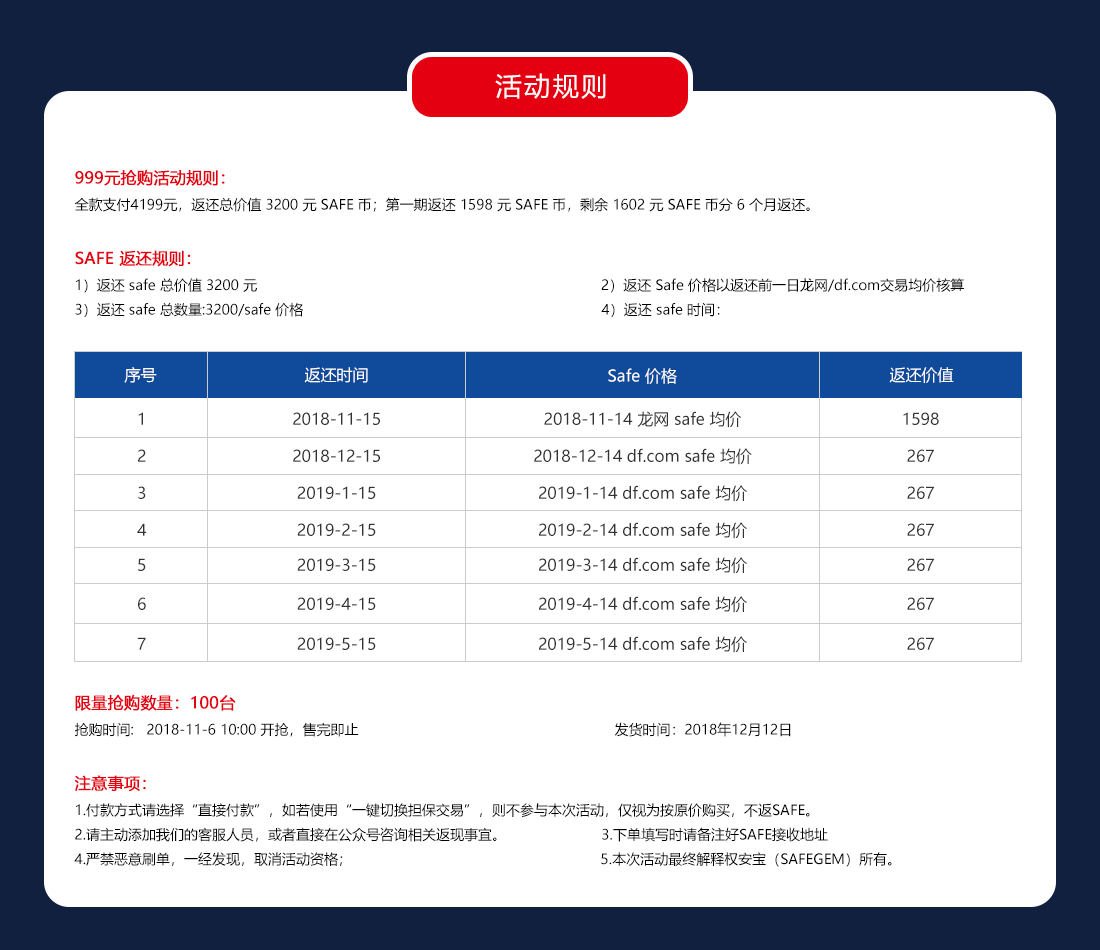 活动规则
999元抢购活动规则：
全款支付4199元，返还总价值 3200 元 SAFE 币；第一期返还 1598 元 SAFE 币，剩余 1602 元 SAFE 币分 6 个月返还。
SAFE 返还规则：
1）返还 safe 总价值 3200 元
2）返还 Safe 价格以返还前一日龙网/df.com交易均价核算
3）返还 safe 总数量:3200/safe 价格
4）返还 safe 时间：
序号 返还时间 Safe 价格 返还价值
1 2018-11-15 2018-11-14 龙网 safe 均价 1598
2 2018-12-15 2018-12-14 df.com safe 均价 267
3 2019-1-15 2019-1-14 df.com safe 均价 267
4 2019-2-15 2019-2-14 df.com safe 均价 267
5 2019-3-15 2019-3-14 df.com safe 均价 267
6 2019-4-15 2019-4-14 df.com safe 均价 267
7 2019-5-15 2019-5-14 df.com safe 均价 267
限量抢购数量：100台
抢购时间: 2018-11-6 10:00 开抢，售完即止
发货时间：2018年12月12日
注意事项：
1.付款方式请选择“直接付款”，如若使用“一键切换担保交易”，则不参与本次活动，仅视为按原价购买，不返SAFE。
2.请主动添加我们的客服人员，或者直接在公众号咨询相关返现事宜。
3.下单填写时请备注好SAFE接收地址
4.严禁恶意刷单，一经发现，取消活动资格；
5.本次活动最终解释权安宝（SAFEGEM）所有。